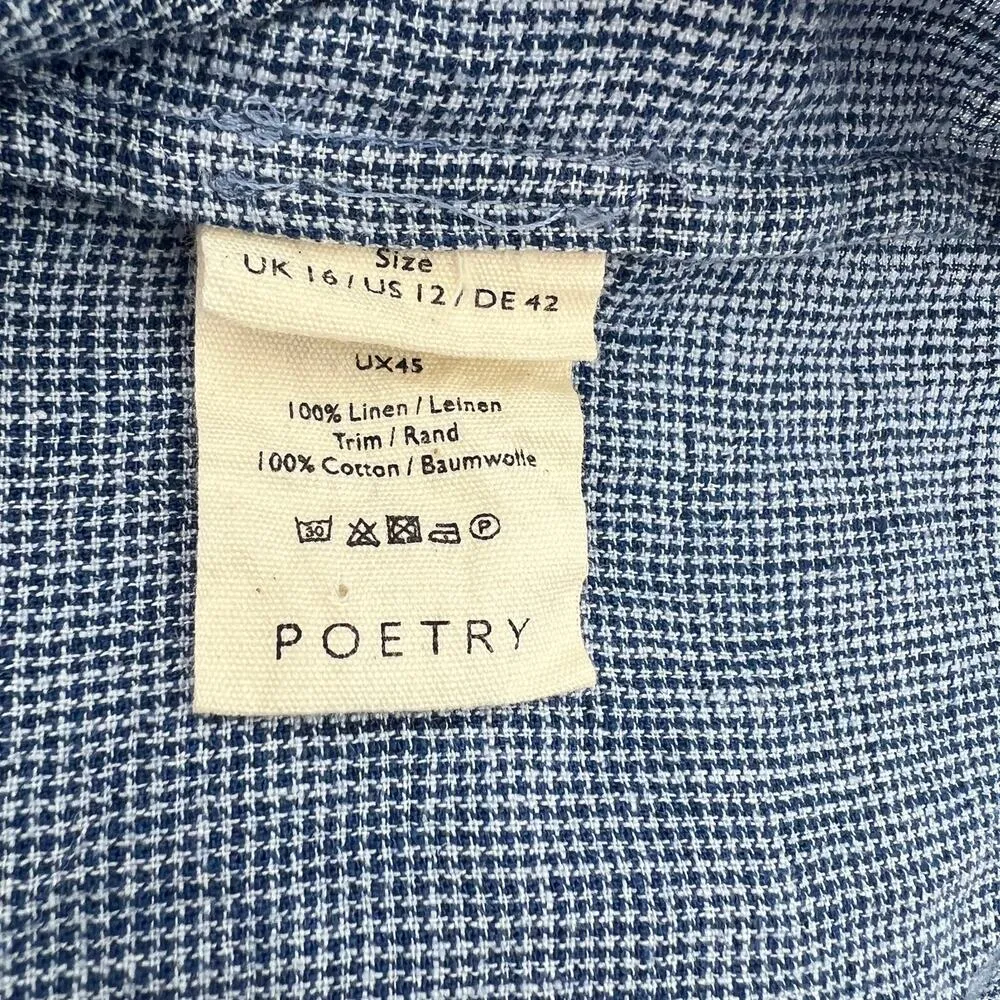 Size
UK 16 / US 12 / DE 42
UX45
100% Linen / Leinen
Trim / Rand
100% Cotton / Baumwolle
30 P
POETRY